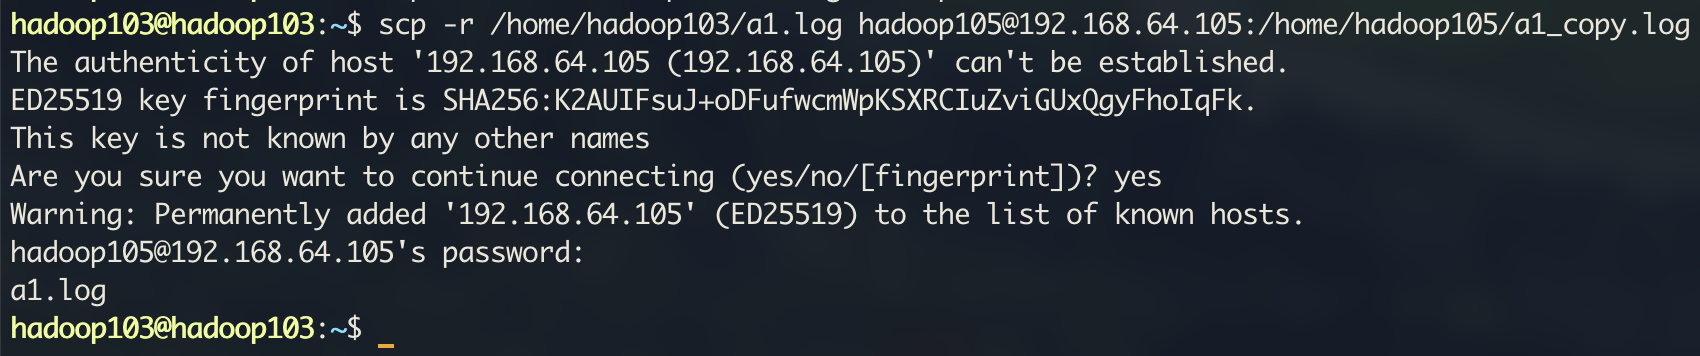 hadoop103@hadoop103:~$ scp -r /home/hadoop103/a1.log hadoop105@192.168.64.105:/home/hadoop105/a1_copy.log
The authenticity of host '192.168.64.105 (192.168.64.105)' can't be established.
ED25519 key fingerprint is SHA256:K2AUIFsuJ+oDFufwcmWpKSXRCIuZviGUxQgyFhoIqFk.
This key is not known by any other names
Are you sure you want to continue connecting (yes/no/[fingerprint])? yes
Warning: Permanently added '192.168.64.105' (ED25519) to the list of known hosts.
hadoop105@192.168.64.105's password:
a1.log
hadoop103@hadoop103:~$